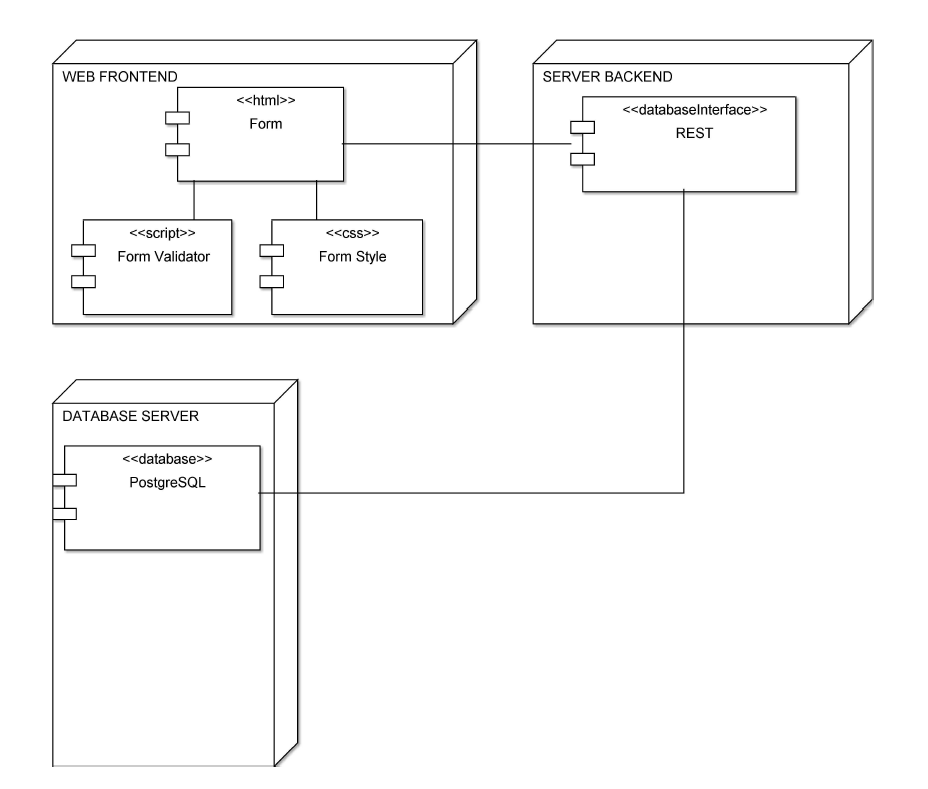 WEB FRONTEND
<<html>>
Form
<<script>>
Form Validator
<<css>>
Form Style
SERVER BACKEND
<<databaseInterface>>
REST
DATABASE SERVER
<<database>>
PostgreSQL